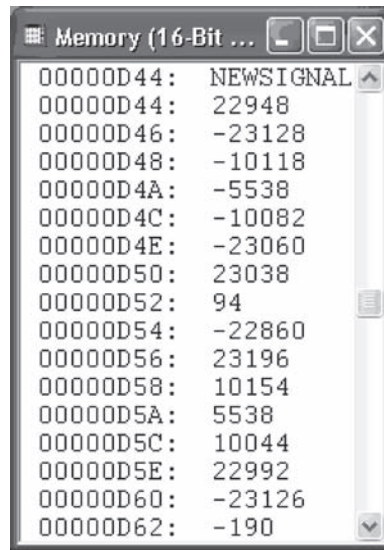 Memory (16-Bit ...
00000D44: NEWSIGNAL
00000D44: 22948
00000D46: -23128
00000D48: -10118
00000D4A: -5538
00000D4C: -10082
00000D4E: -23060
00000D50: 23038
00000D52: 94
00000D54: -22860
00000D56: 23196
00000D58: 10154
00000D5A: 5538
00000D5C: 10044
00000D5E: 22992
00000D60: -23126
00000D62: -190